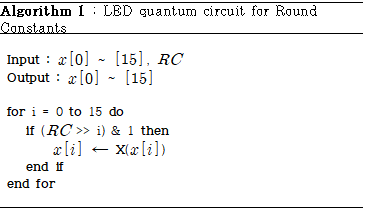 Algorithm 1 : LED quantum circuit for Round
Constants
Input : x[0] ~ [15], RC
Output : x[0] ~ [15]
for i = 0 to 15 do
if (RC >> i) & 1 then
x[i] ← X(x[i])
end if
end for